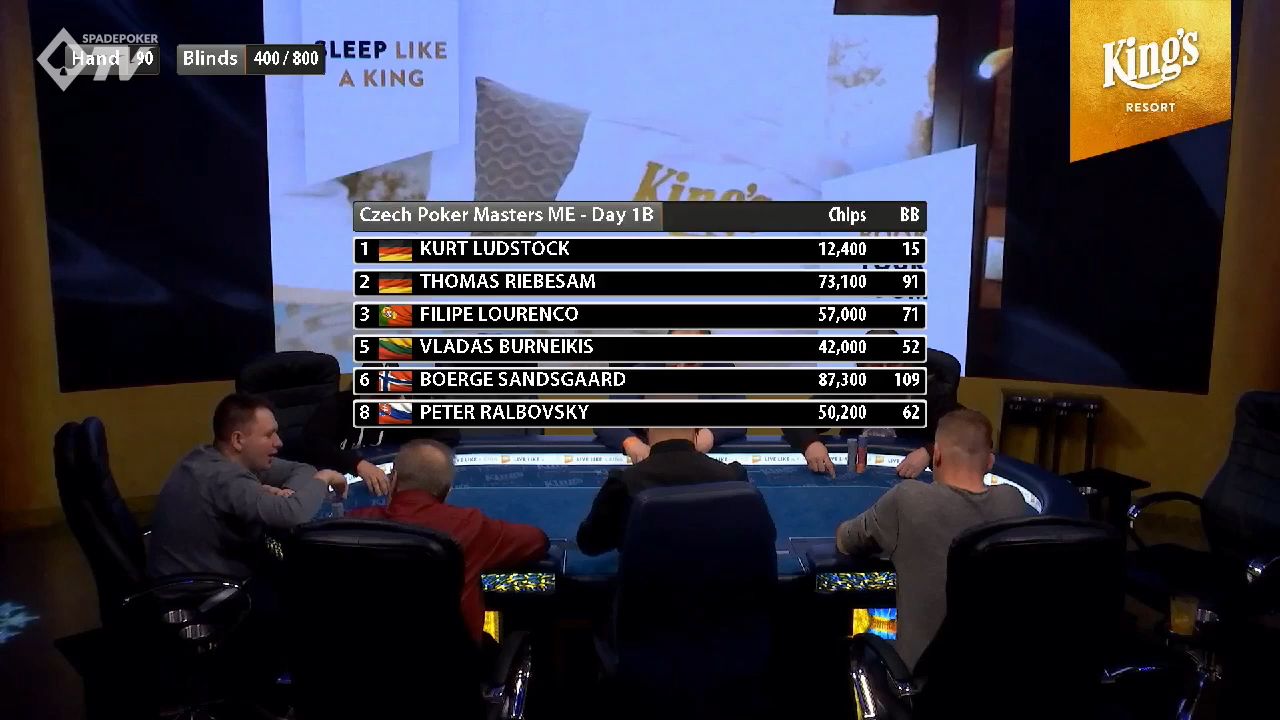 SPADEPOKER
TV
Hand 90
Blinds 400 / 800
SLEEP LIKE
A KING
King's
RESORT
King's
Czech Poker Masters ME - Day 1B Chips BB
1 KURT LUDSTOCK 12,400 15
2 THOMAS RIEBESAM 73,100 91
3 FILIPE LOURENCO 57,000 71
5 VLADAS BURNEIKIS 42,000 52
6 BOERGE SANDSGAARD 87,300 109
8 PETER RALBOVSKY 50,200 62